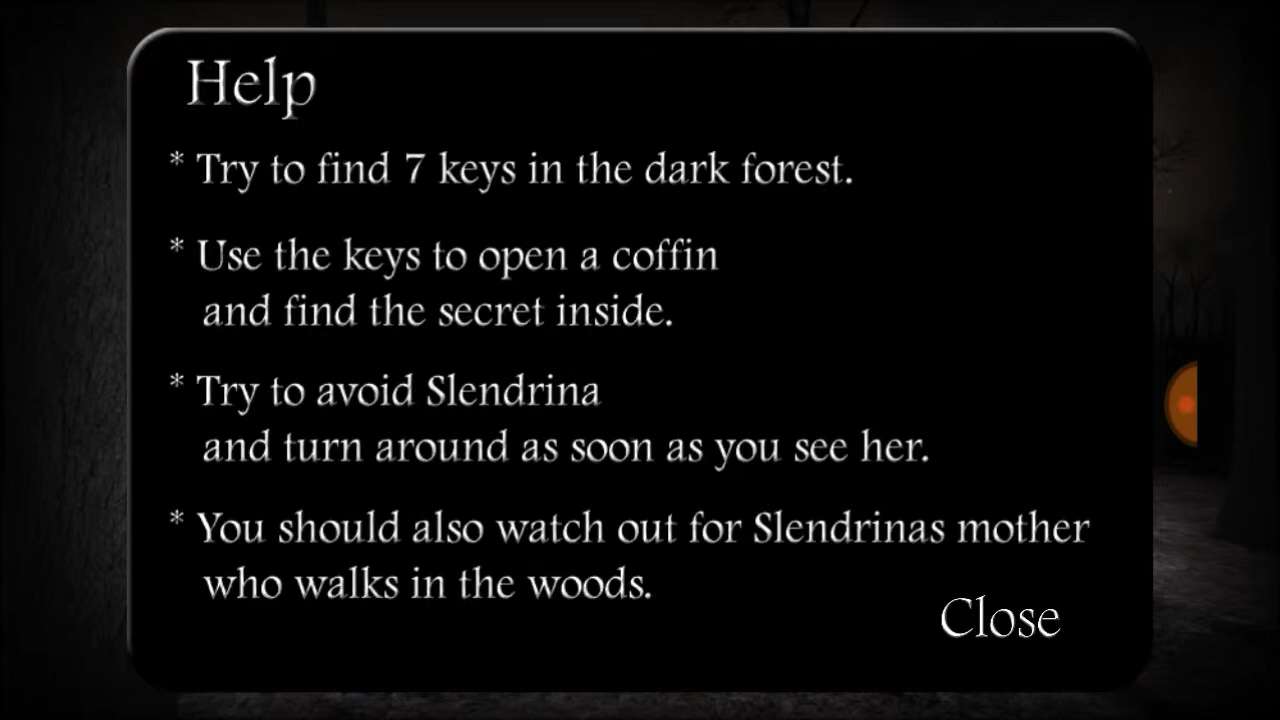 Help
* Try to find 7 keys in the dark forest.
* Use the keys to open a coffin
and find the secret inside.
* Try to avoid Slendrina
and turn around as soon as you see her.
* You should also watch out for Slendrinas mother
who walks in the woods.
Close